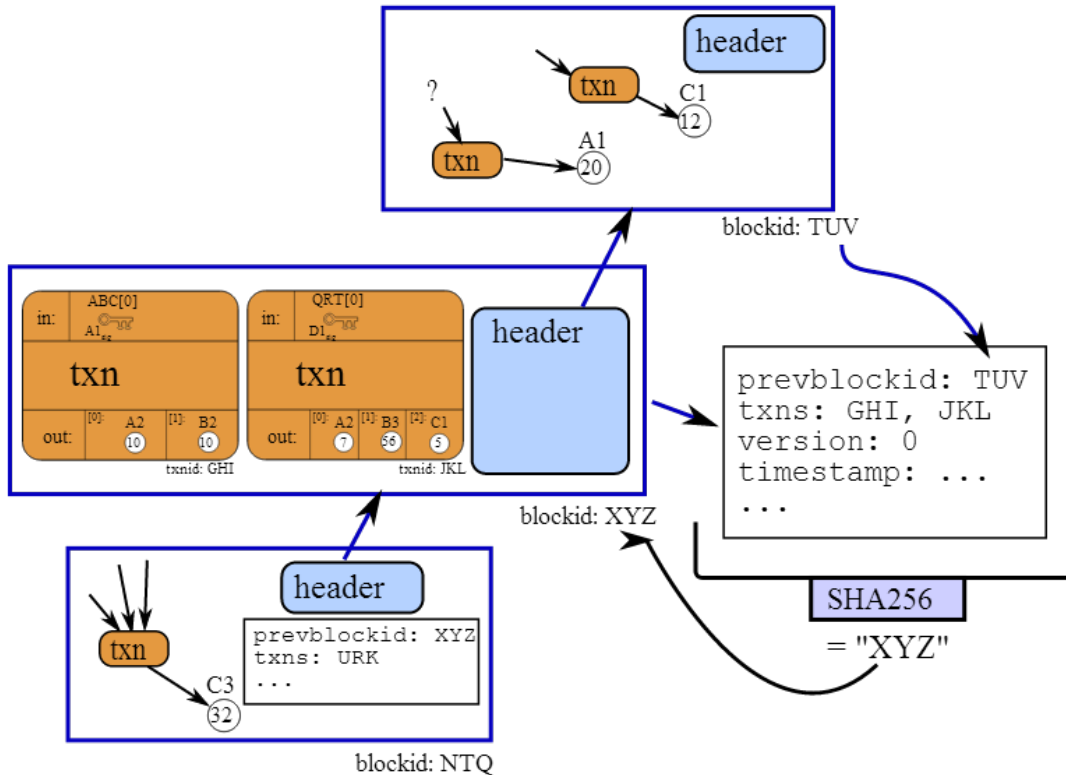 header
txn
C1
12
?
txn
A1
20
blockid: TUV
in:
ABC[0]
A1sig
txn
out:
[0]:
A2
10
[1]:
B2
10
txnid: GHI
in:
QRT[0]
D1sig
txn
out:
[0]:
A2
7
[1]:
B3
56
[2]:
C1
5
txnid: JKL
header
blockid: XYZ
prevblockid: TUV
txns: GHI, JKL
version: 0
timestamp: ...
...
SHA256
= "XYZ"
header
txn
C3
32
prevblockid: XYZ
txns: URK
...
blockid: NTQ